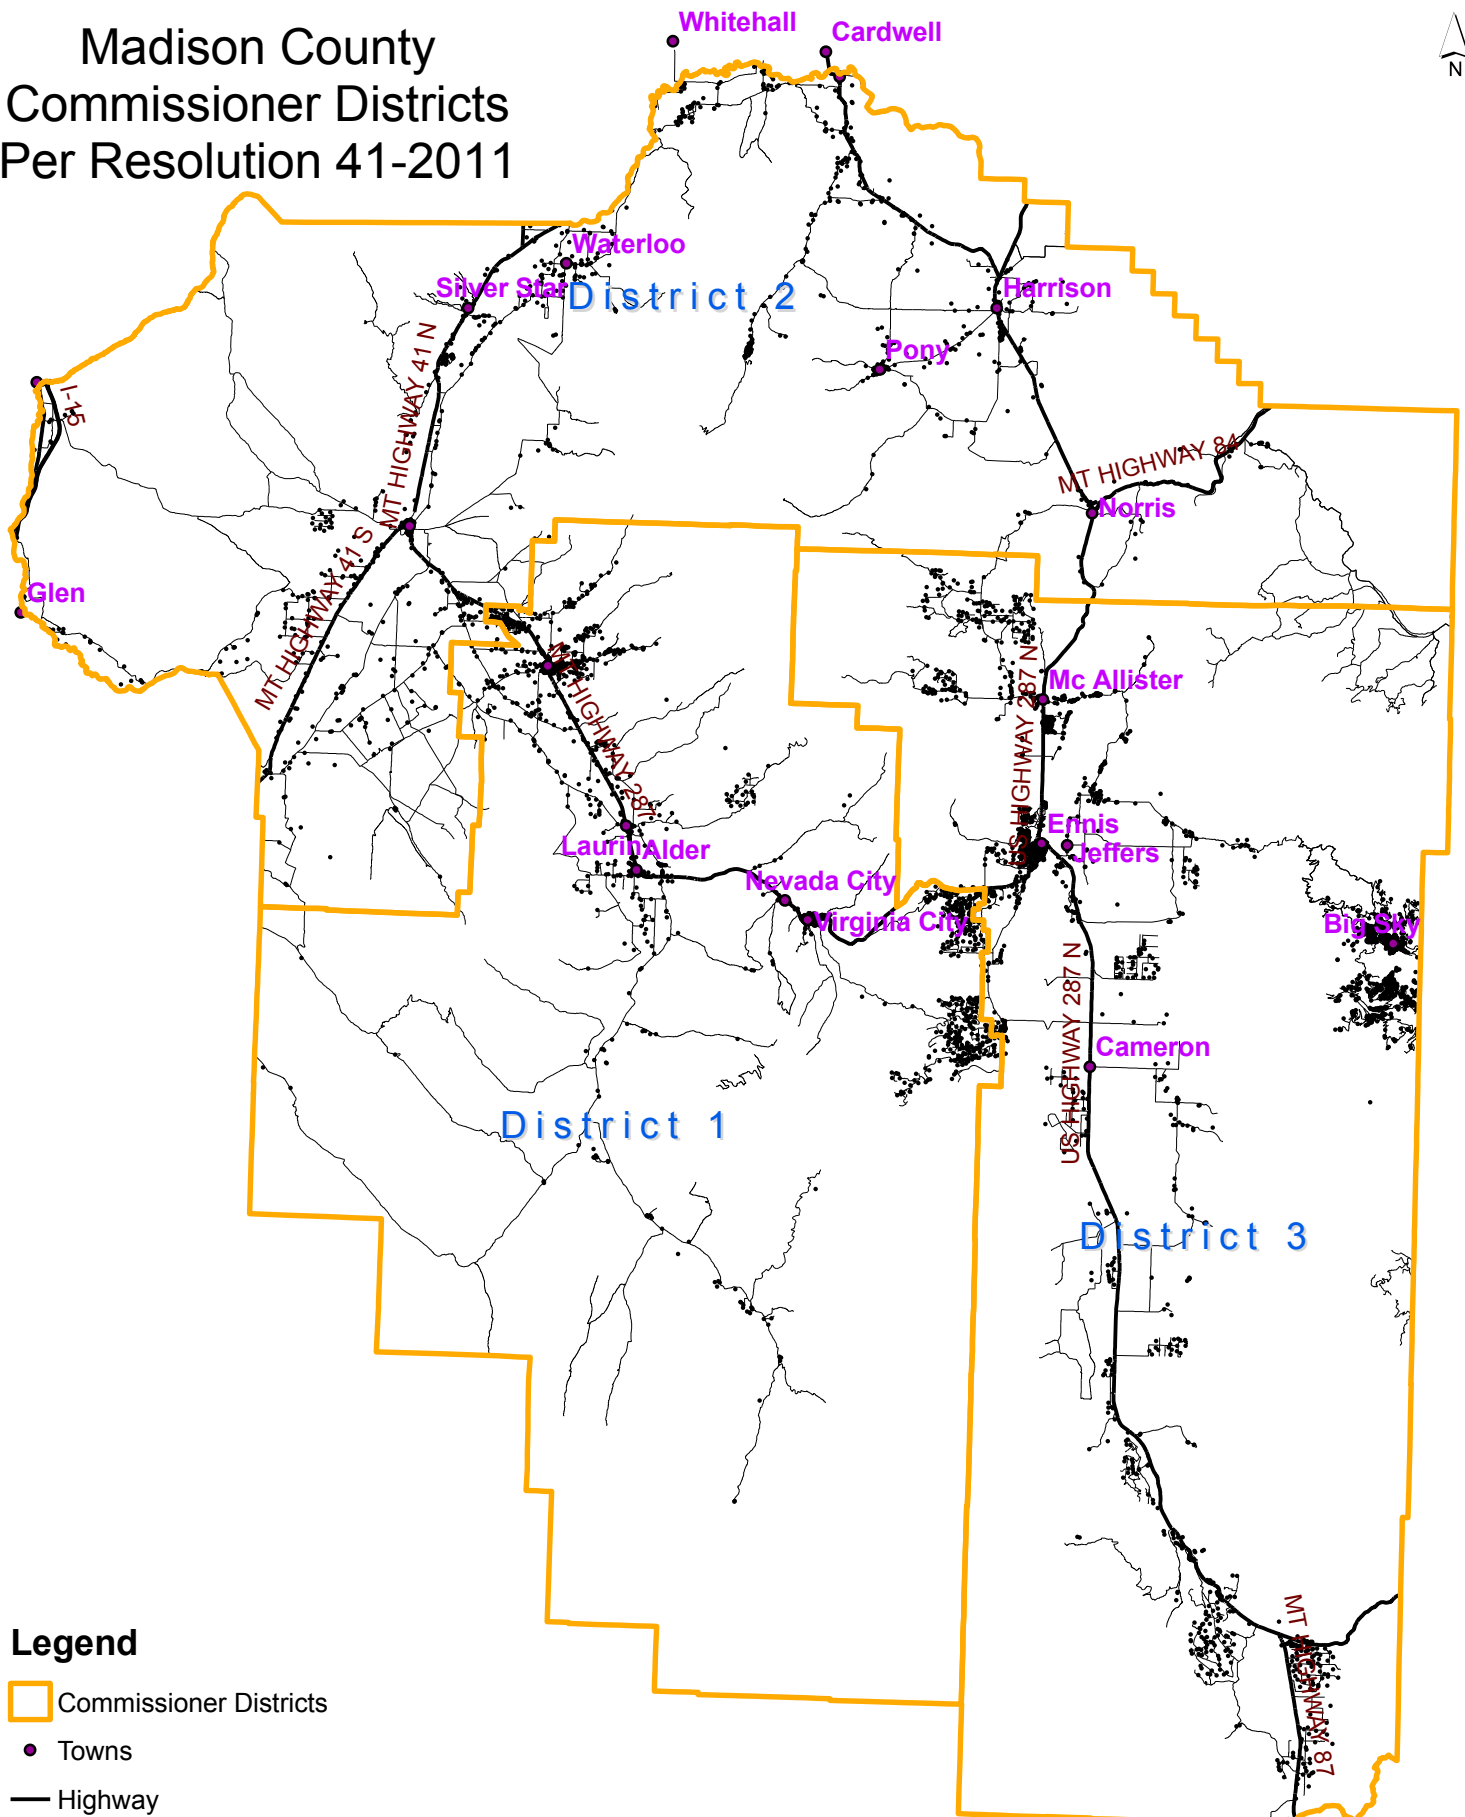 Madison County
Commissioner Districts
Per Resolution 41-2011
N
Whitehall
Cardwell
Waterloo
Silver Star
District 2
Harrison
Pony
I-15
MT HIGHWAY 41 N
MT HIGHWAY 84
Norris
MT HIGHWAY 41 S
Glen
MT HIGHWAY 287
US HIGHWAY 287 N
Mc Allister
Ennis
Jeffers
Laurin
Alder
Nevada City
Virginia City
Big Sky
US HIGHWAY 287 N
Cameron
District 1
District 3
MT HIGHWAY 87
Legend
Commissioner Districts
Towns
Highway